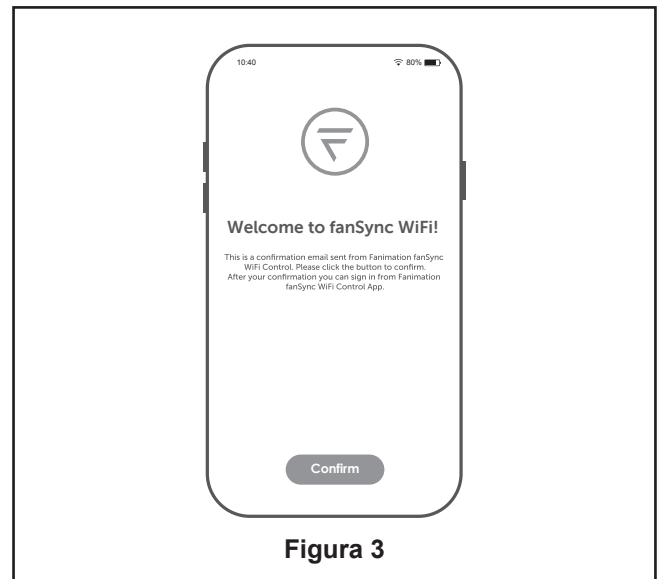 10:40 80%
Welcome to fanSync WiFi!
This is a confirmation email sent from Fanimation fanSync
WiFi Control. Please click the button to confirm.
After your confirmation you can sign in from Fanimation
fanSync WiFi Control App.
Confirm
Figura 3